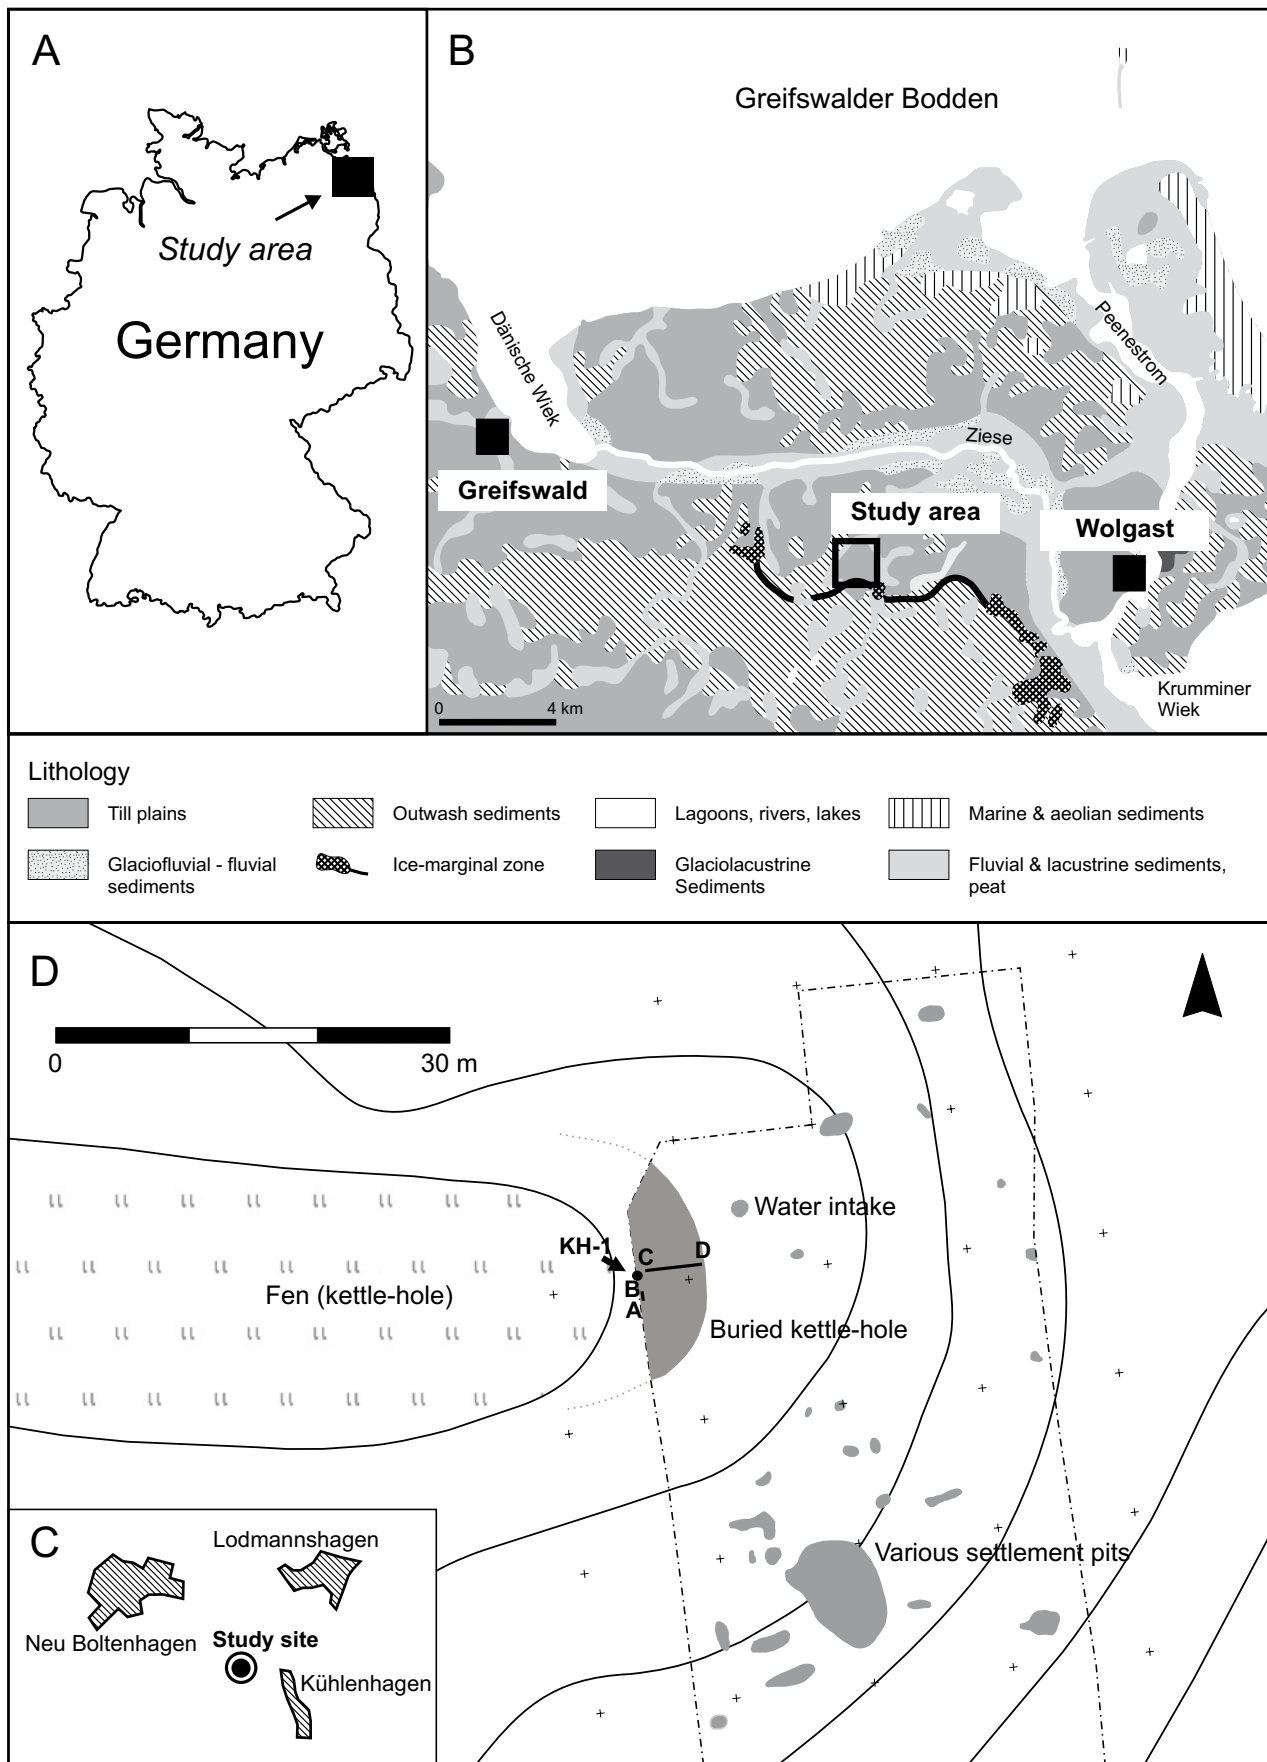 A
Study area
Germany
B
Greifswalder Bodden
Dänische Wiek
Peenestrom
Ziese
Greifswald
Study area
Wolgast
Krumminer
Wiek
0 4 km
Lithology
Till plains
Outwash sediments
Lagoons, rivers, lakes
Marine & aeolian sediments
Glaciofluvial - fluvial
sediments
Ice-marginal zone
Glaciolacustrine
Sediments
Fluvial & lacustrine sediments,
peat
D
0 30 m
Water intake
KH-1
C
D
B
A
Fen (kettle-hole)
Buried kettle-hole
Various settlement pits
C
Lodmannshagen
Neu Boltenhagen
Study site
Kühlenhagen